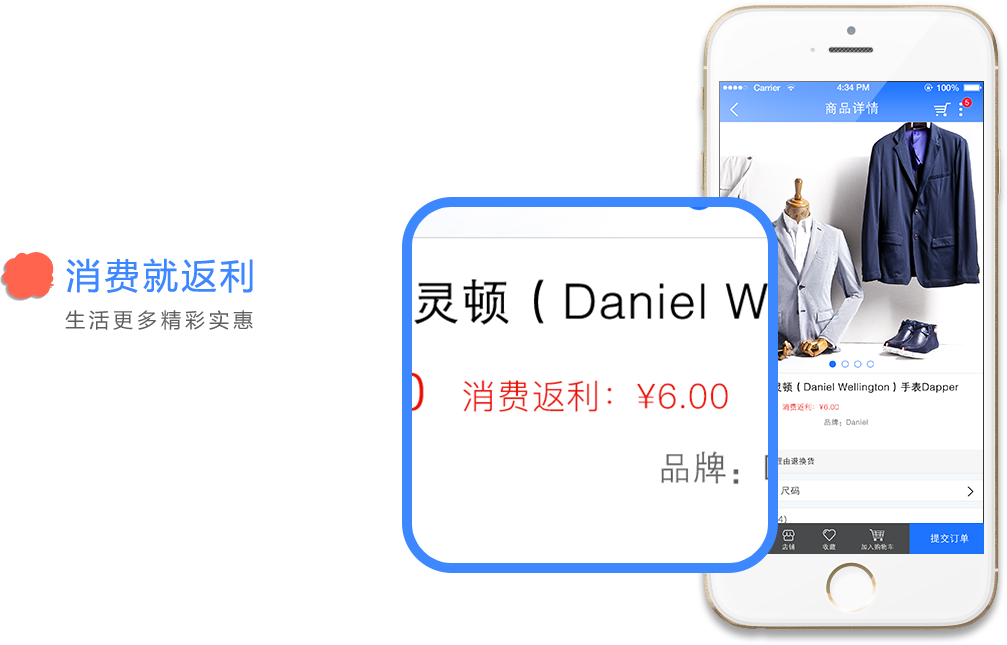 消费就返利
生活更多精彩实惠
灵顿（Daniel W
消费返利：¥6.00
品牌：
Carrier
4:34 PM
100%
商品详情
5
灵顿（Daniel Wellington）手表Dapper
消费返利：¥6.00
品牌：Daniel
理由退换货
尺码
4)
店铺
收藏
加入购物车
提交订单